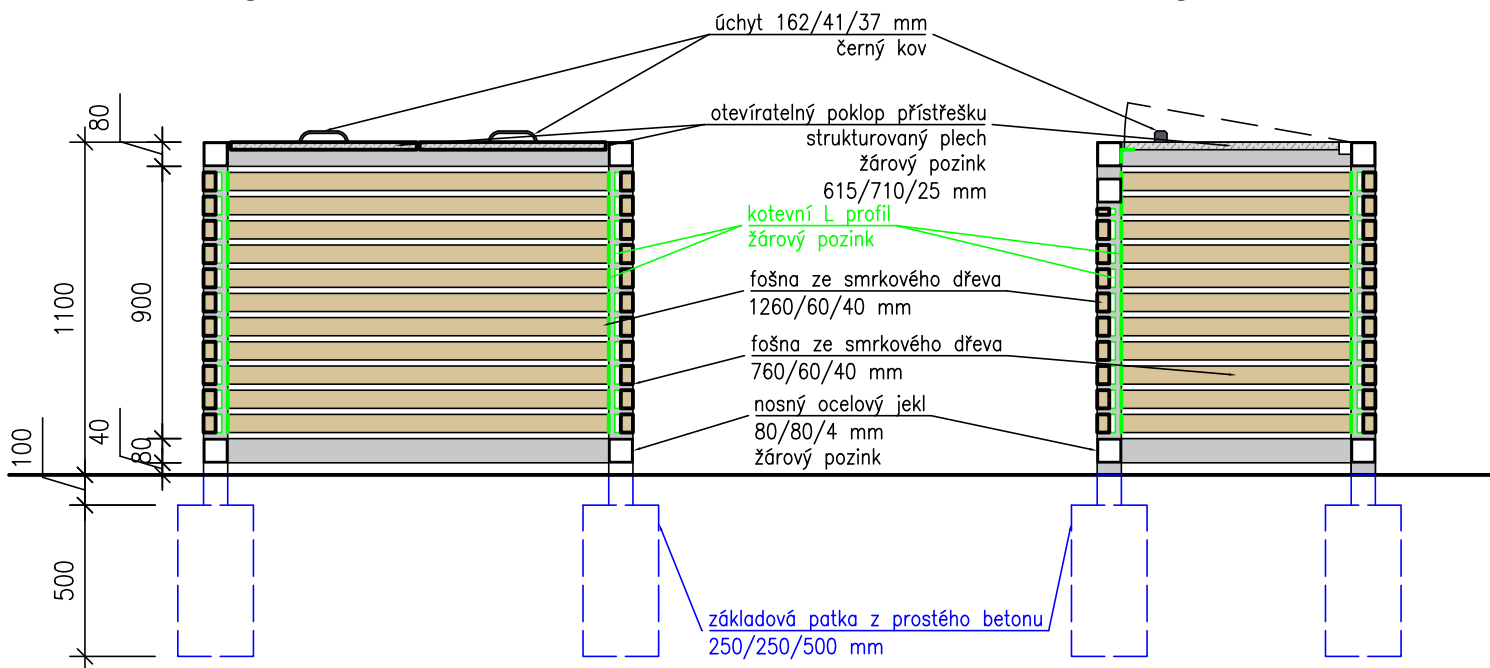 úchyt 162/41/37 mm
černý kov
otevíratelný poklop přístřešku
strukturovaný plech
žárový pozink
615/710/25 mm
kotevní L profil
žárový pozink
fošna ze smrkového dřeva
1260/60/40 mm
fošna ze smrkového dřeva
760/60/40 mm
nosný ocelový jekl
80/80/4 mm
žárový pozink
základová patka z prostého betonu
250/250/500 mm
80
1100
900
40
80
100
500